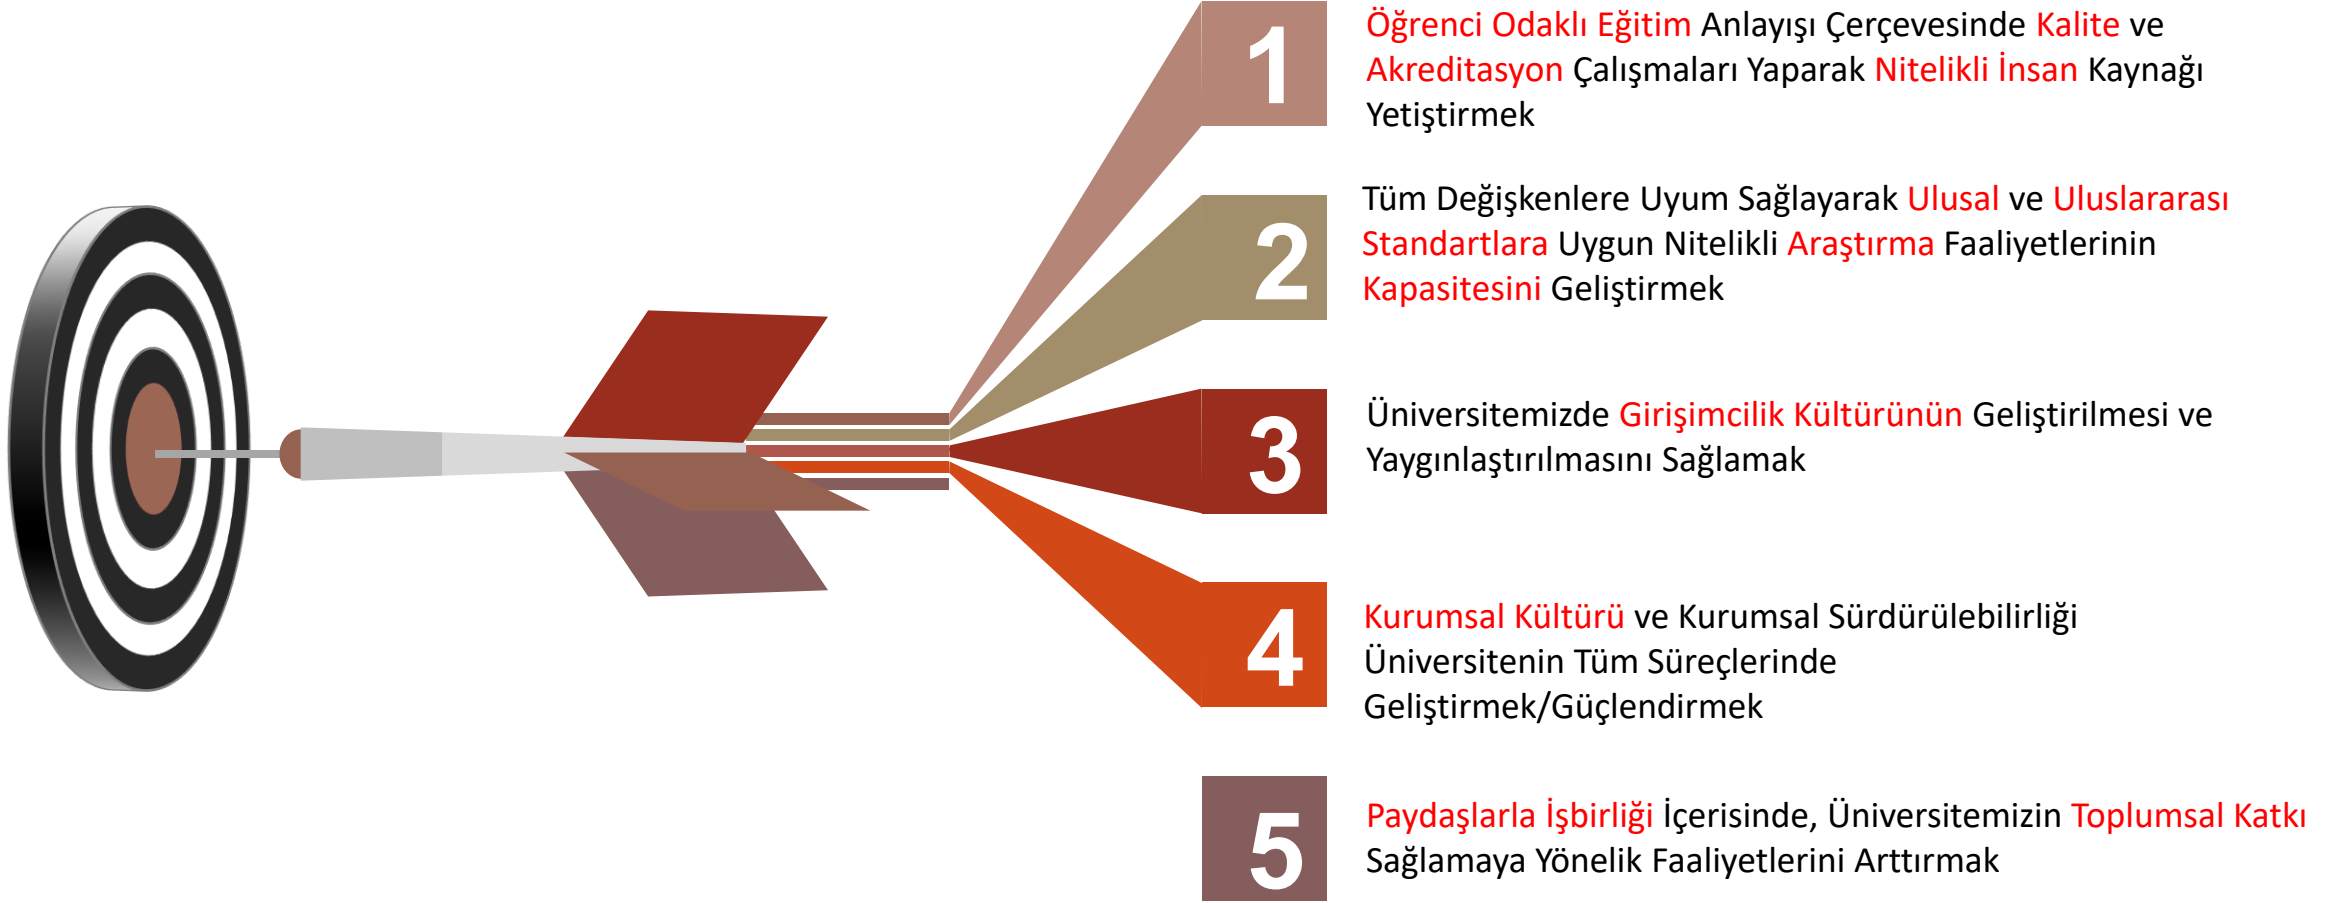 1
Öğrenci Odaklı Eğitim Anlayışı Çerçevesinde Kalite ve
Akreditasyon Çalışmaları Yaparak Nitelikli İnsan Kaynağı
Yetiştirmek
2
Tüm Değişkenlere Uyum Sağlayarak Ulusal ve Uluslararası
Standartlara Uygun Nitelikli Araştırma Faaliyetlerinin
Kapasitesini Geliştirmek
3
Üniversitemizde Girişimcilik Kültürünün Geliştirilmesi ve
Yaygınlaştırılmasını Sağlamak
4
Kurumsal Kültürü ve Kurumsal Sürdürülebilirliği
Üniversitenin Tüm Süreçlerinde
Geliştirmek/Güçlendirmek
5
Paydaşlarla İşbirliği İçerisinde, Üniversitemizin Toplumsal Katkı
Sağlamaya Yönelik Faaliyetlerini Arttırmak